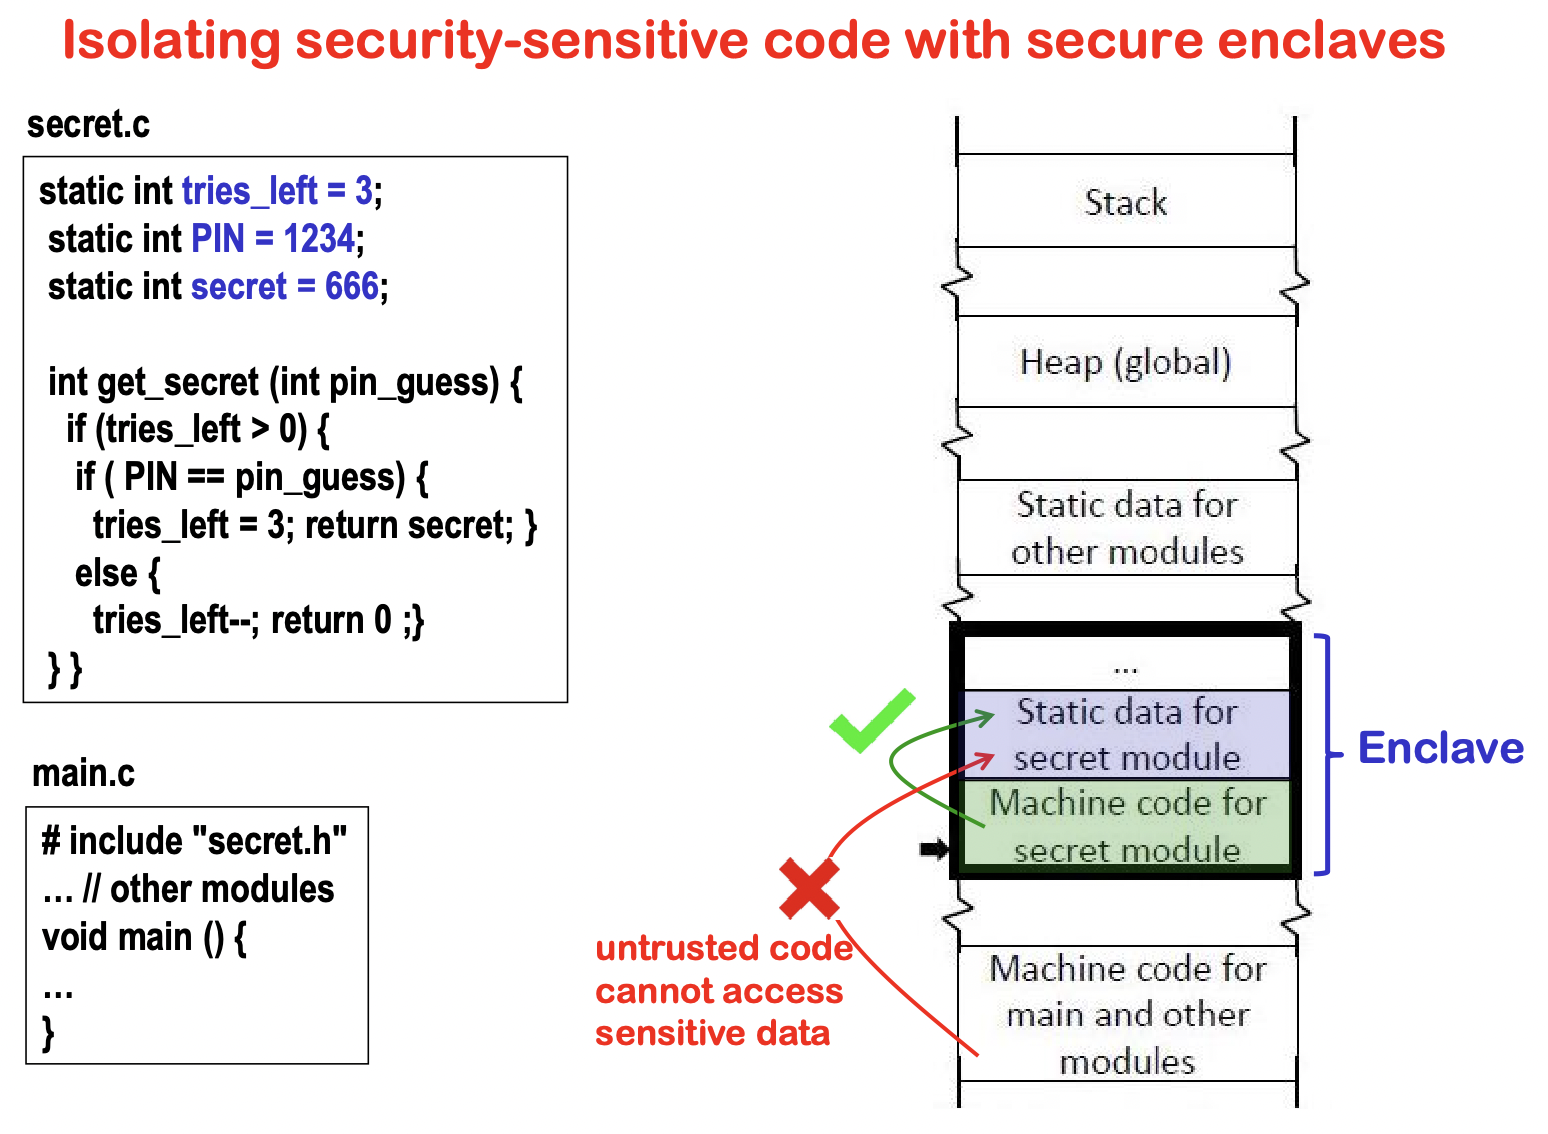 Isolating security-sensitive code with secure enclaves
secret.c
static int tries_left = 3;
static int PIN = 1234;
static int secret = 666;
int get_secret (int pin_guess) {
if (tries_left > 0) {
if ( PIN == pin_guess) {
tries_left = 3; return secret; }
else {
tries_left--; return 0 ;}
} }
main.c
# include "secret.h"
... // other modules
void main () {
...
}
Stack
Heap (global)
Static data for
other modules
...
Static data for
secret module
Machine code for
secret module
Enclave
untrusted code
cannot access
sensitive data
Machine code for
main and other
modules